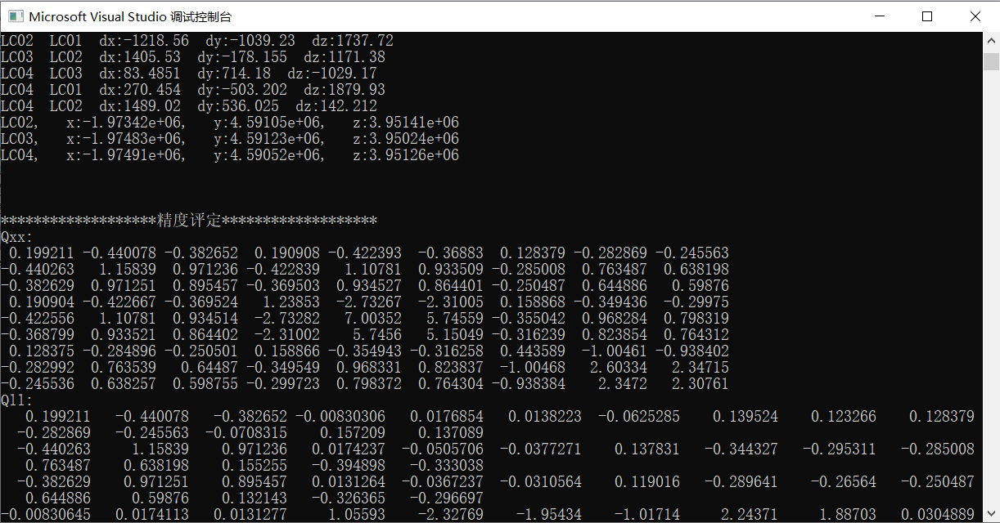 Microsoft Visual Studio 调试控制台
LC02  LC01  dx:-1218.56  dy:-1039.23  dz:1737.72
LC03  LC02  dx:1405.53  dy:-178.155  dz:1171.38
LC04  LC03  dx:83.4851  dy:714.18  dz:-1029.17
LC04  LC01  dx:270.454  dy:-503.202  dz:1879.93
LC04  LC02  dx:1489.02  dy:536.025  dz:142.212
LC02,   x:-1.97342e+06,   y:4.59105e+06,   z:3.95141e+06
LC03,   x:-1.97483e+06,   y:4.59123e+06,   z:3.95024e+06
LC04,   x:-1.97491e+06,   y:4.59052e+06,   z:3.95126e+06
*******************精度评定*******************
Qxx:
0.199211 -0.440078 -0.382652  0.190908 -0.422393  -0.36883  0.128379 -0.282869 -0.245563
-0.440263   1.15839  0.971236 -0.422839   1.10781  0.933509 -0.285008  0.763487  0.638198
-0.382629  0.971251  0.895457 -0.369503  0.934527  0.864401 -0.250487  0.644886   0.59876
0.190904 -0.422667 -0.369524   1.23853  -2.73267  -2.31005  0.158868 -0.349436  -0.29975
-0.422556   1.10781  0.934514  -2.73282   7.00352   5.74559 -0.355042  0.968284  0.798319
-0.368799  0.933521  0.864402  -2.31002    5.7456   5.15049 -0.316239  0.823854  0.764312
0.128375 -0.284896 -0.250501  0.158866 -0.354943 -0.316258  0.443589  -1.00461 -0.938402
-0.282992  0.763539   0.64487 -0.349549  0.968331  0.823837  -1.00468   2.60334   2.34715
-0.245536  0.638257  0.598755 -0.299723  0.798372  0.764304 -0.938384    2.3472   2.30761
Qll:
0.199211   -0.440078   -0.382652 -0.00830306   0.0176854   0.0138223  -0.0625285    0.139524    0.123266    0.128379
-0.282869   -0.245563  -0.0708315    0.157209    0.137089
-0.440263     1.15839    0.971236   0.0174237  -0.0505706  -0.0377271    0.137831   -0.344327   -0.295311   -0.285008
0.763487    0.638198    0.155255   -0.394898   -0.333038
-0.382629    0.971251    0.895457   0.0131264  -0.0367237  -0.0310564    0.119016   -0.289641    -0.26564   -0.250487
0.644886     0.59876    0.132143   -0.326365   -0.296697
-0.00830645   0.0174113   0.0131277     1.05593    -2.32769    -1.95434    -1.01714     2.24371     1.88703   0.0304889